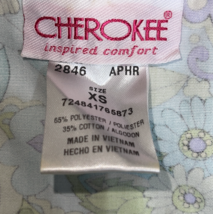 CHEROKEE®
inspired comfort
2846 APHR
SIZE
XS
724841765873
65% POLYESTER / POLIESTER
35% COTTON / ALGODON
MADE IN VIETNAM
HECHO EN VIETNAM